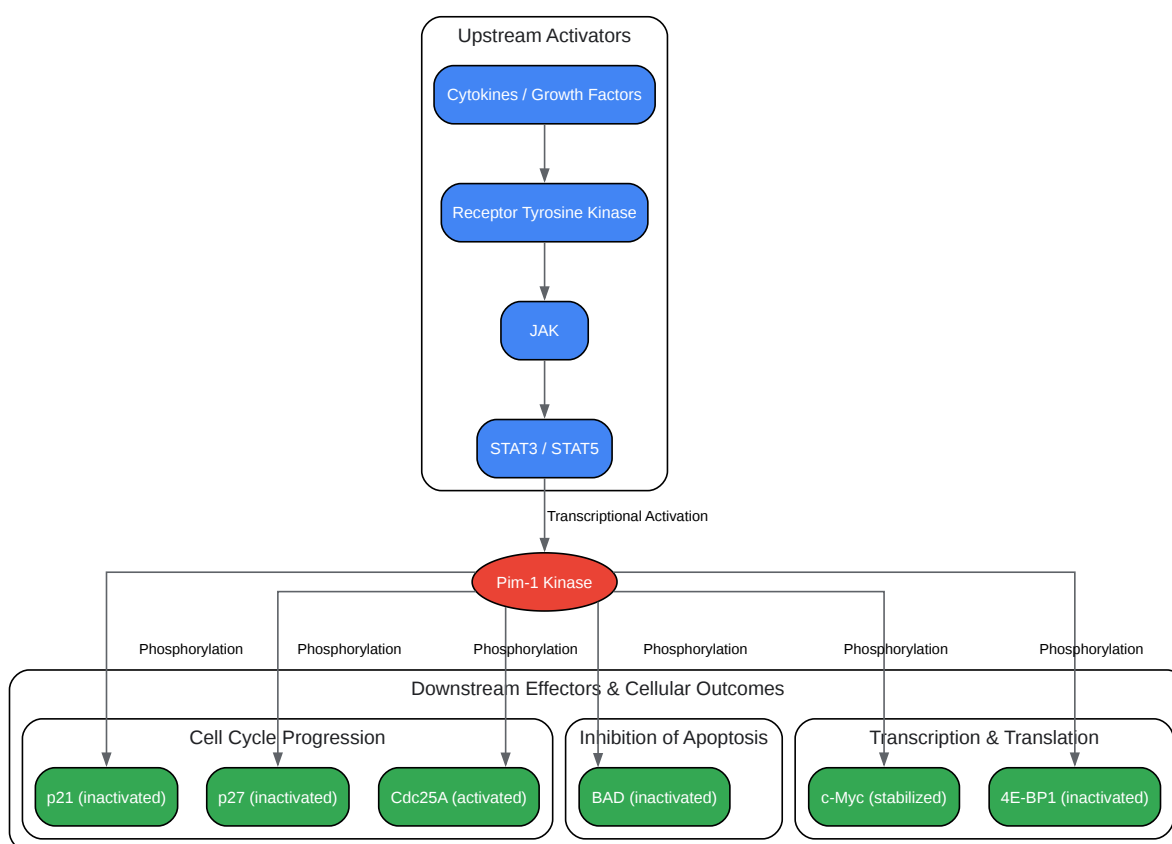 Upstream Activators
Cytokines / Growth Factors
Receptor Tyrosine Kinase
JAK
STAT3 / STAT5
Transcriptional Activation
Pim-1 Kinase
Phosphorylation
Phosphorylation
Phosphorylation
Phosphorylation
Phosphorylation
Phosphorylation
Downstream Effectors & Cellular Outcomes
Cell Cycle Progression
Inhibition of Apoptosis
Transcription & Translation
p21 (inactivated)
p27 (inactivated)
Cdc25A (activated)
BAD (inactivated)
c-Myc (stabilized)
4E-BP1 (inactivated)